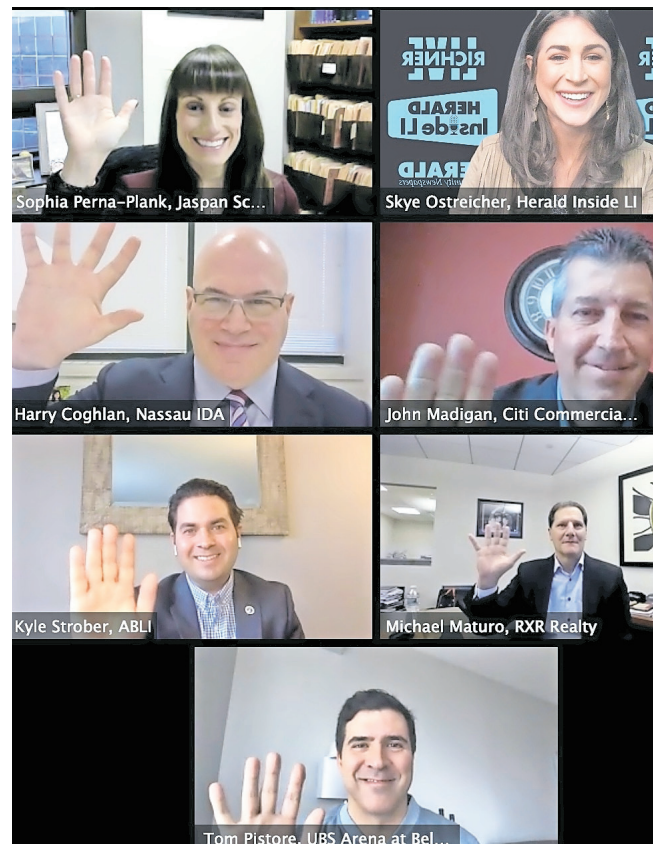 Sophia Perna-Plank, Jaspan Sc...
RICHNER
LIVE
HERALD
Inside LI
Skye Ostreicher, Herald Inside LI
Harry Coghlan, Nassau IDA
John Madigan, Citi Commercia...
Kyle Strober, ABLI
Michael Maturo, RXR Realty
Tom Pistore, UBS Arena at Bel...